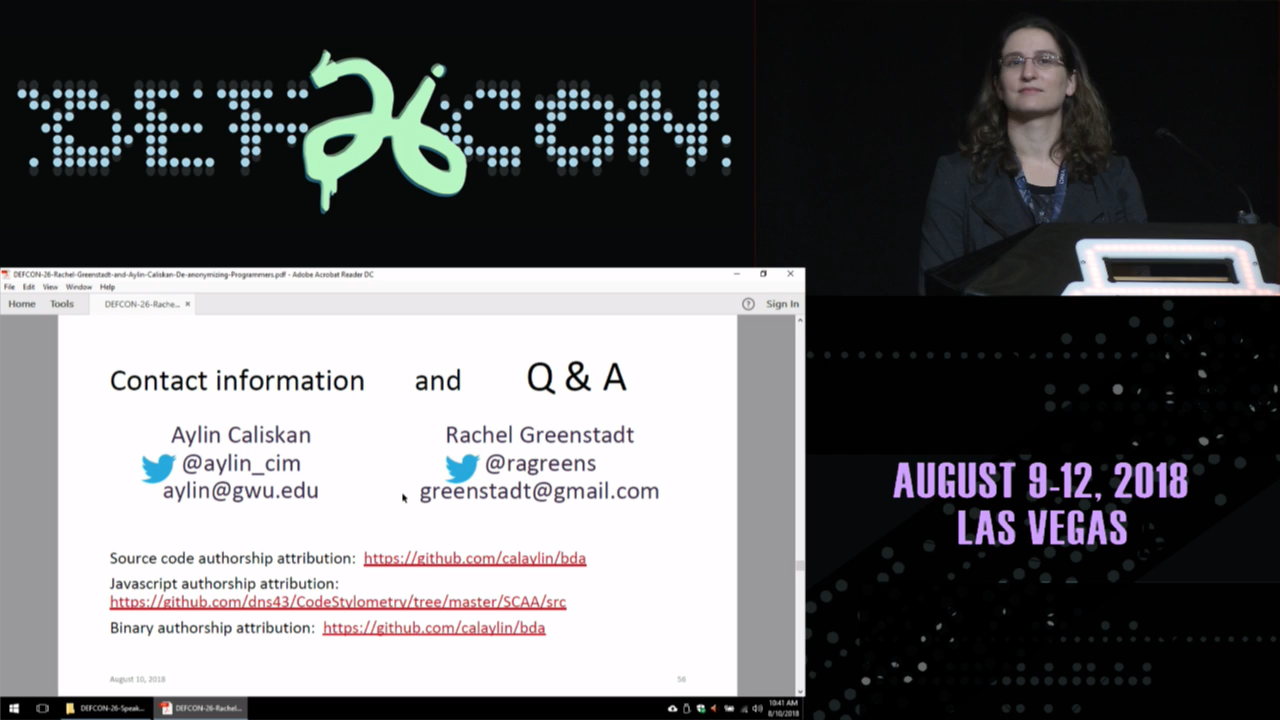 DEF CON
26
DEFCON-26-Rachel-Greenstadt-and-Aylin-Caliskan-De-anonymizing-Programmers.pdf - Adobe Acrobat Reader DC
File Edit View Window Help
Home Tools DEFCON-26-Rache... × ? Sign In
Contact information and Q & A
Aylin Caliskan
@aylin_cim
aylin@gwu.edu
Rachel Greenstadt
@ragreens
greenstadt@gmail.com
Source code authorship attribution: https://github.com/calaylin/bda
Javascript authorship attribution:
https://github.com/dns43/CodeStylometry/tree/master/SCAA/src
Binary authorship attribution: https://github.com/calaylin/bda
August 10, 2018
56
DEFCON-26-Speak... DEFCON-26-Rachel...
10:41 AM
8/10/2018
AUGUST 9-12, 2018
LAS VEGAS